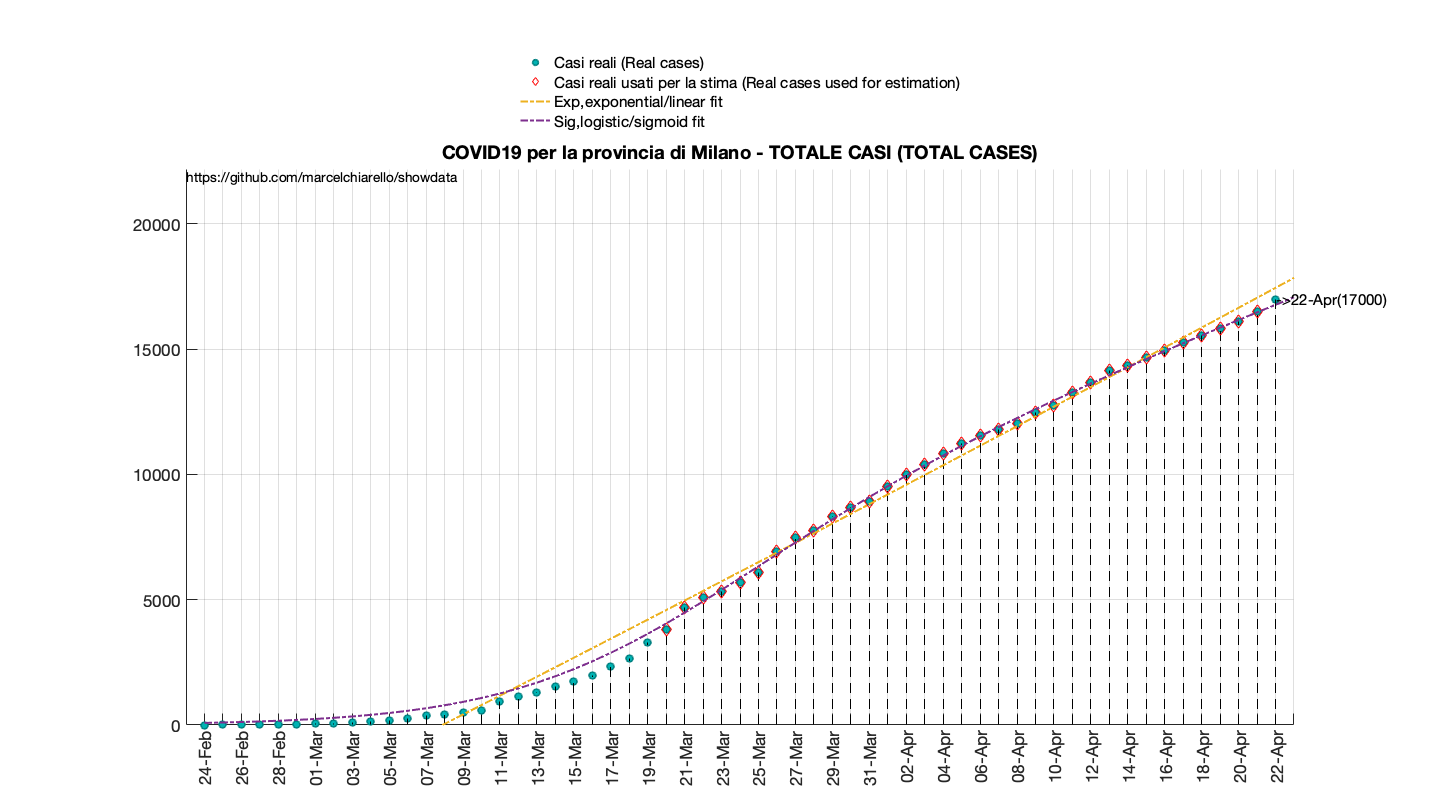 Casi reali (Real cases)
Casi reali usati per la stima (Real cases used for estimation)
Exp,exponential/linear fit
Sig,logistic/sigmoid fit
COVID19 per la provincia di Milano - TOTALE CASI (TOTAL CASES)
https://github.com/marcelchiarello/showdata
20000
15000
10000
5000
0
->22-Apr(17000)
24-Feb
26-Feb
28-Feb
01-Mar
03-Mar
05-Mar
07-Mar
09-Mar
11-Mar
13-Mar
15-Mar
17-Mar
19-Mar
21-Mar
23-Mar
25-Mar
27-Mar
29-Mar
31-Mar
02-Apr
04-Apr
06-Apr
08-Apr
10-Apr
12-Apr
14-Apr
16-Apr
18-Apr
20-Apr
22-Apr